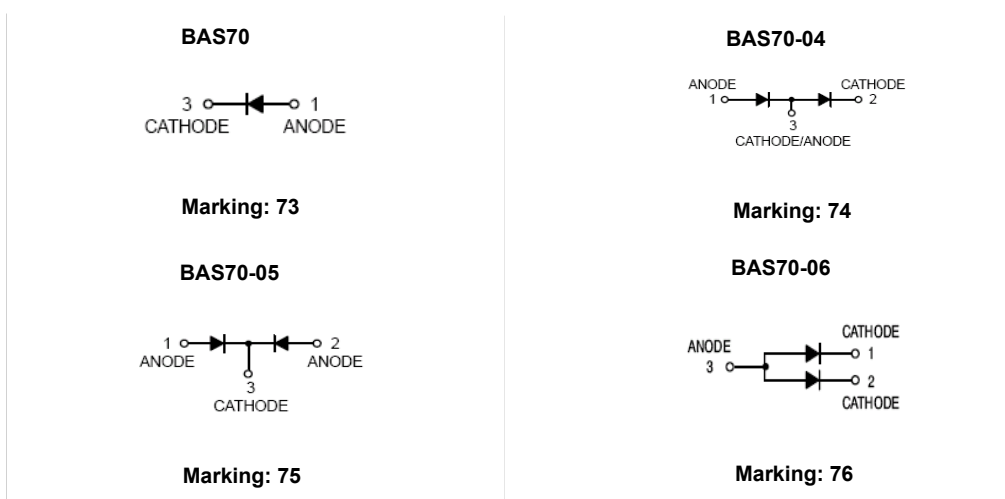 BAS70
3 1
CATHODE ANODE
Marking: 73
BAS70-04
ANODE CATHODE
1 2
3
CATHODE/ANODE
Marking: 74
BAS70-05
1 2
ANODE ANODE
3
CATHODE
Marking: 75
BAS70-06
CATHODE
ANODE 1
3
2
CATHODE
Marking: 76